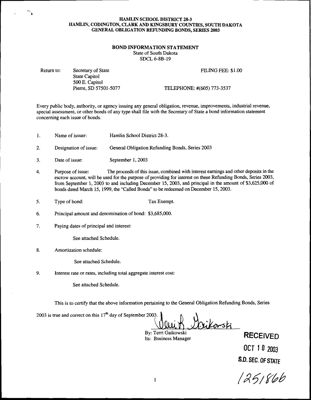 HAMLIN SCHOOL DISTRICT 28-3
HAMLIN, CODINGTON, CLARK AND KINGSBURY COUNTIES, SOUTH DAKOTA
GENERAL OBLIGATION REFUNDING BONDS, SERIES 2003
BOND INFORMATION STATEMENT
State of South Dakota
SDCL 6-8B-19
Return to: Secretary of State FILING FEE: $1.00
State Capitol
500 E. Capitol
Pierre, SD 57501-5077 TELEPHONE: #(605) 773-3537
Every public body, authority, or agency issuing any general obligation, revenue, improvements, industrial revenue,
special assessment, or other bonds of any type shall file with the Secretary of State a bond information statement
concerning each issue of bonds.
1. Name of issuer: Hamlin School District 28-3.
2. Designation of issue: General Obligation Refunding Bonds, Series 2003
3. Date of issue: September 1, 2003
4. Purpose of issue: The proceeds of this issue, combined with interest earnings and other deposits in the
escrow account, will be used for the purpose of providing for interest on these Refunding Bonds, Series 2003,
from September 1, 2003 to and including December 15, 2003, and principal in the amount of $3,625,000 of
bonds dated March 15, 1999, the "Called Bonds" to be redeemed on December 15, 2003.
5. Type of bond: Tax Exempt.
6. Principal amount and denomination of bond: $3,685,000.
7. Paying dates of principal and interest:
See attached Schedule.
8. Amortization schedule:
See attached Schedule.
9. Interest rate or rates, including total aggregate interest cost:
See attached Schedule.
This is to certify that the above information pertaining to the General Obligation Refunding Bonds, Series
2003 is true and correct on this 17th day of September 2003.
By: Terri Gaikowski
Its: Business Manager
RECEIVED
OCT 10 2003
S.D. SEC. OF STATE
1251866
1